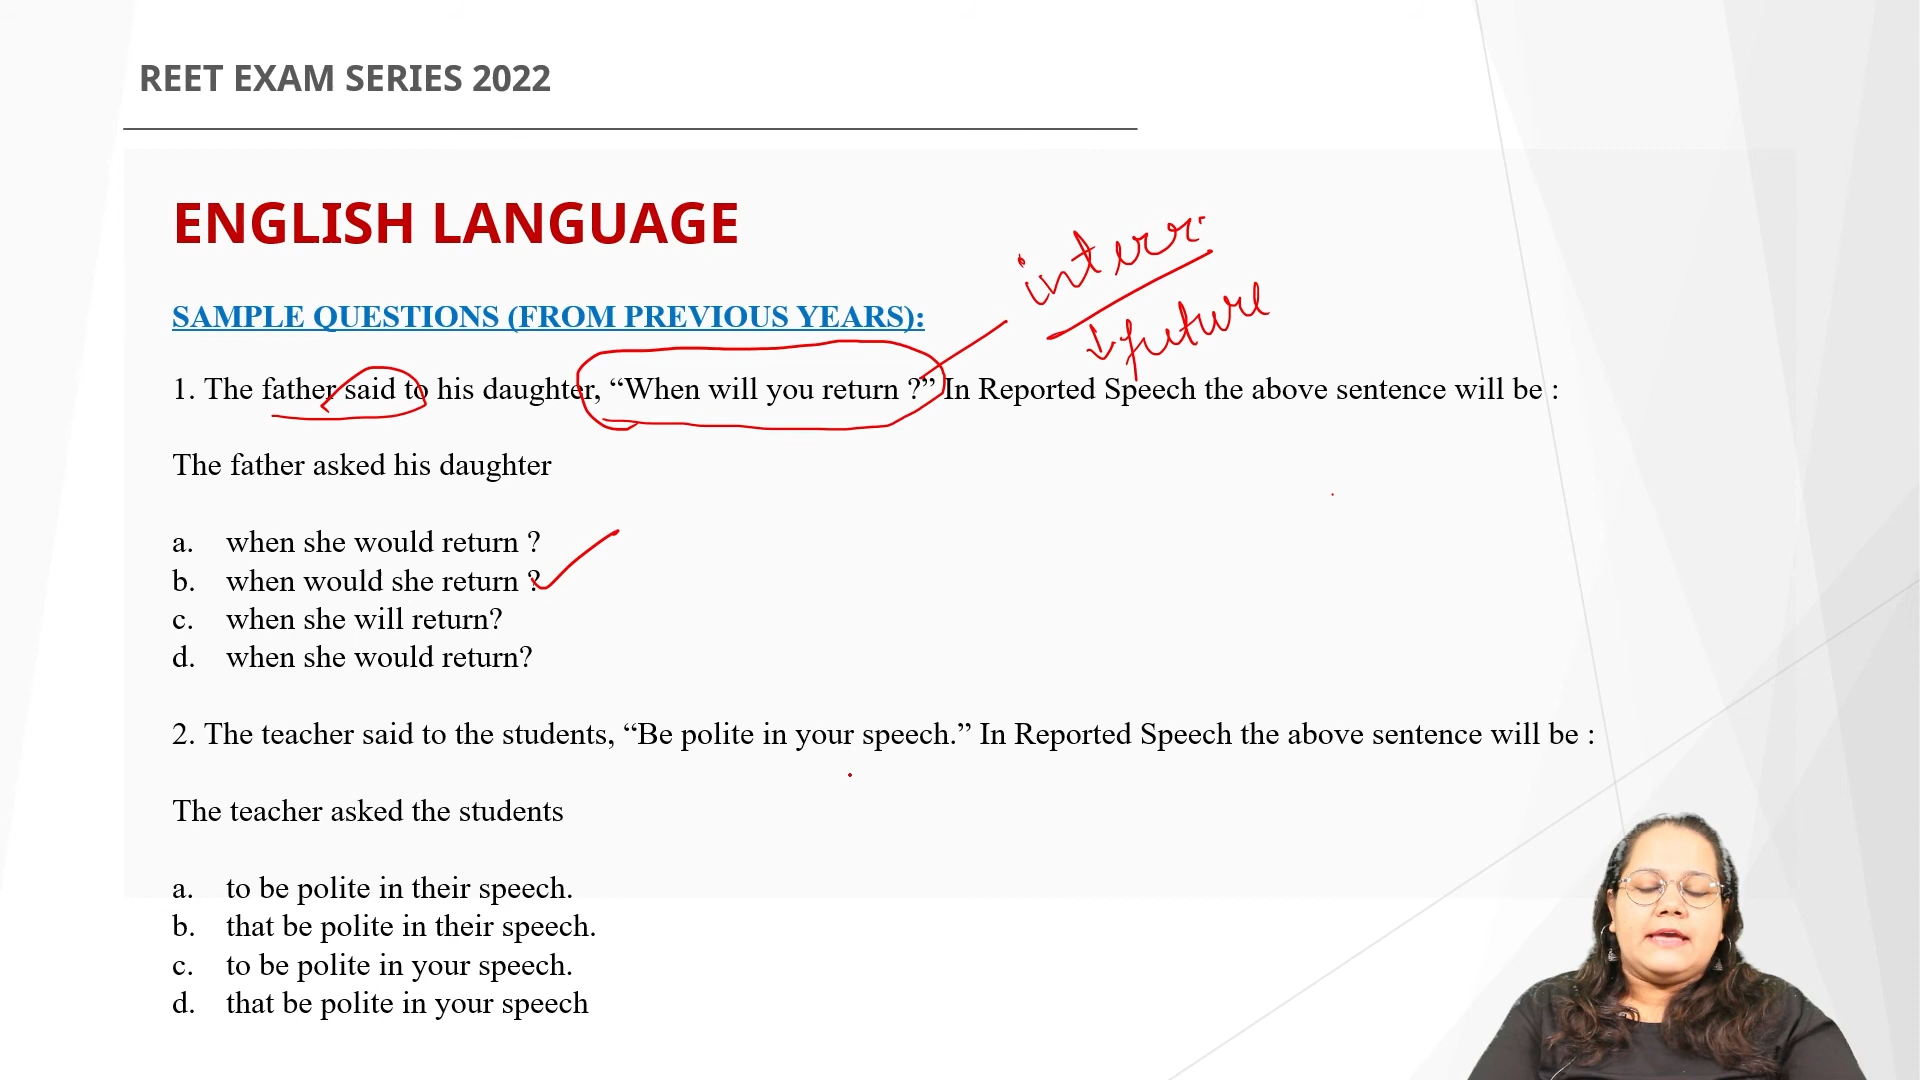 REET EXAM SERIES 2022
ENGLISH LANGUAGE
interr.
future
SAMPLE QUESTIONS (FROM PREVIOUS YEARS):
1. The father said to his daughter, “When will you return ?” In Reported Speech the above sentence will be :
The father asked his daughter
a. when she would return ?
b. when would she return ?
c. when she will return?
d. when she would return?
2. The teacher said to the students, “Be polite in your speech.” In Reported Speech the above sentence will be :
The teacher asked the students
a. to be polite in their speech.
b. that be polite in their speech.
c. to be polite in your speech.
d. that be polite in your speech